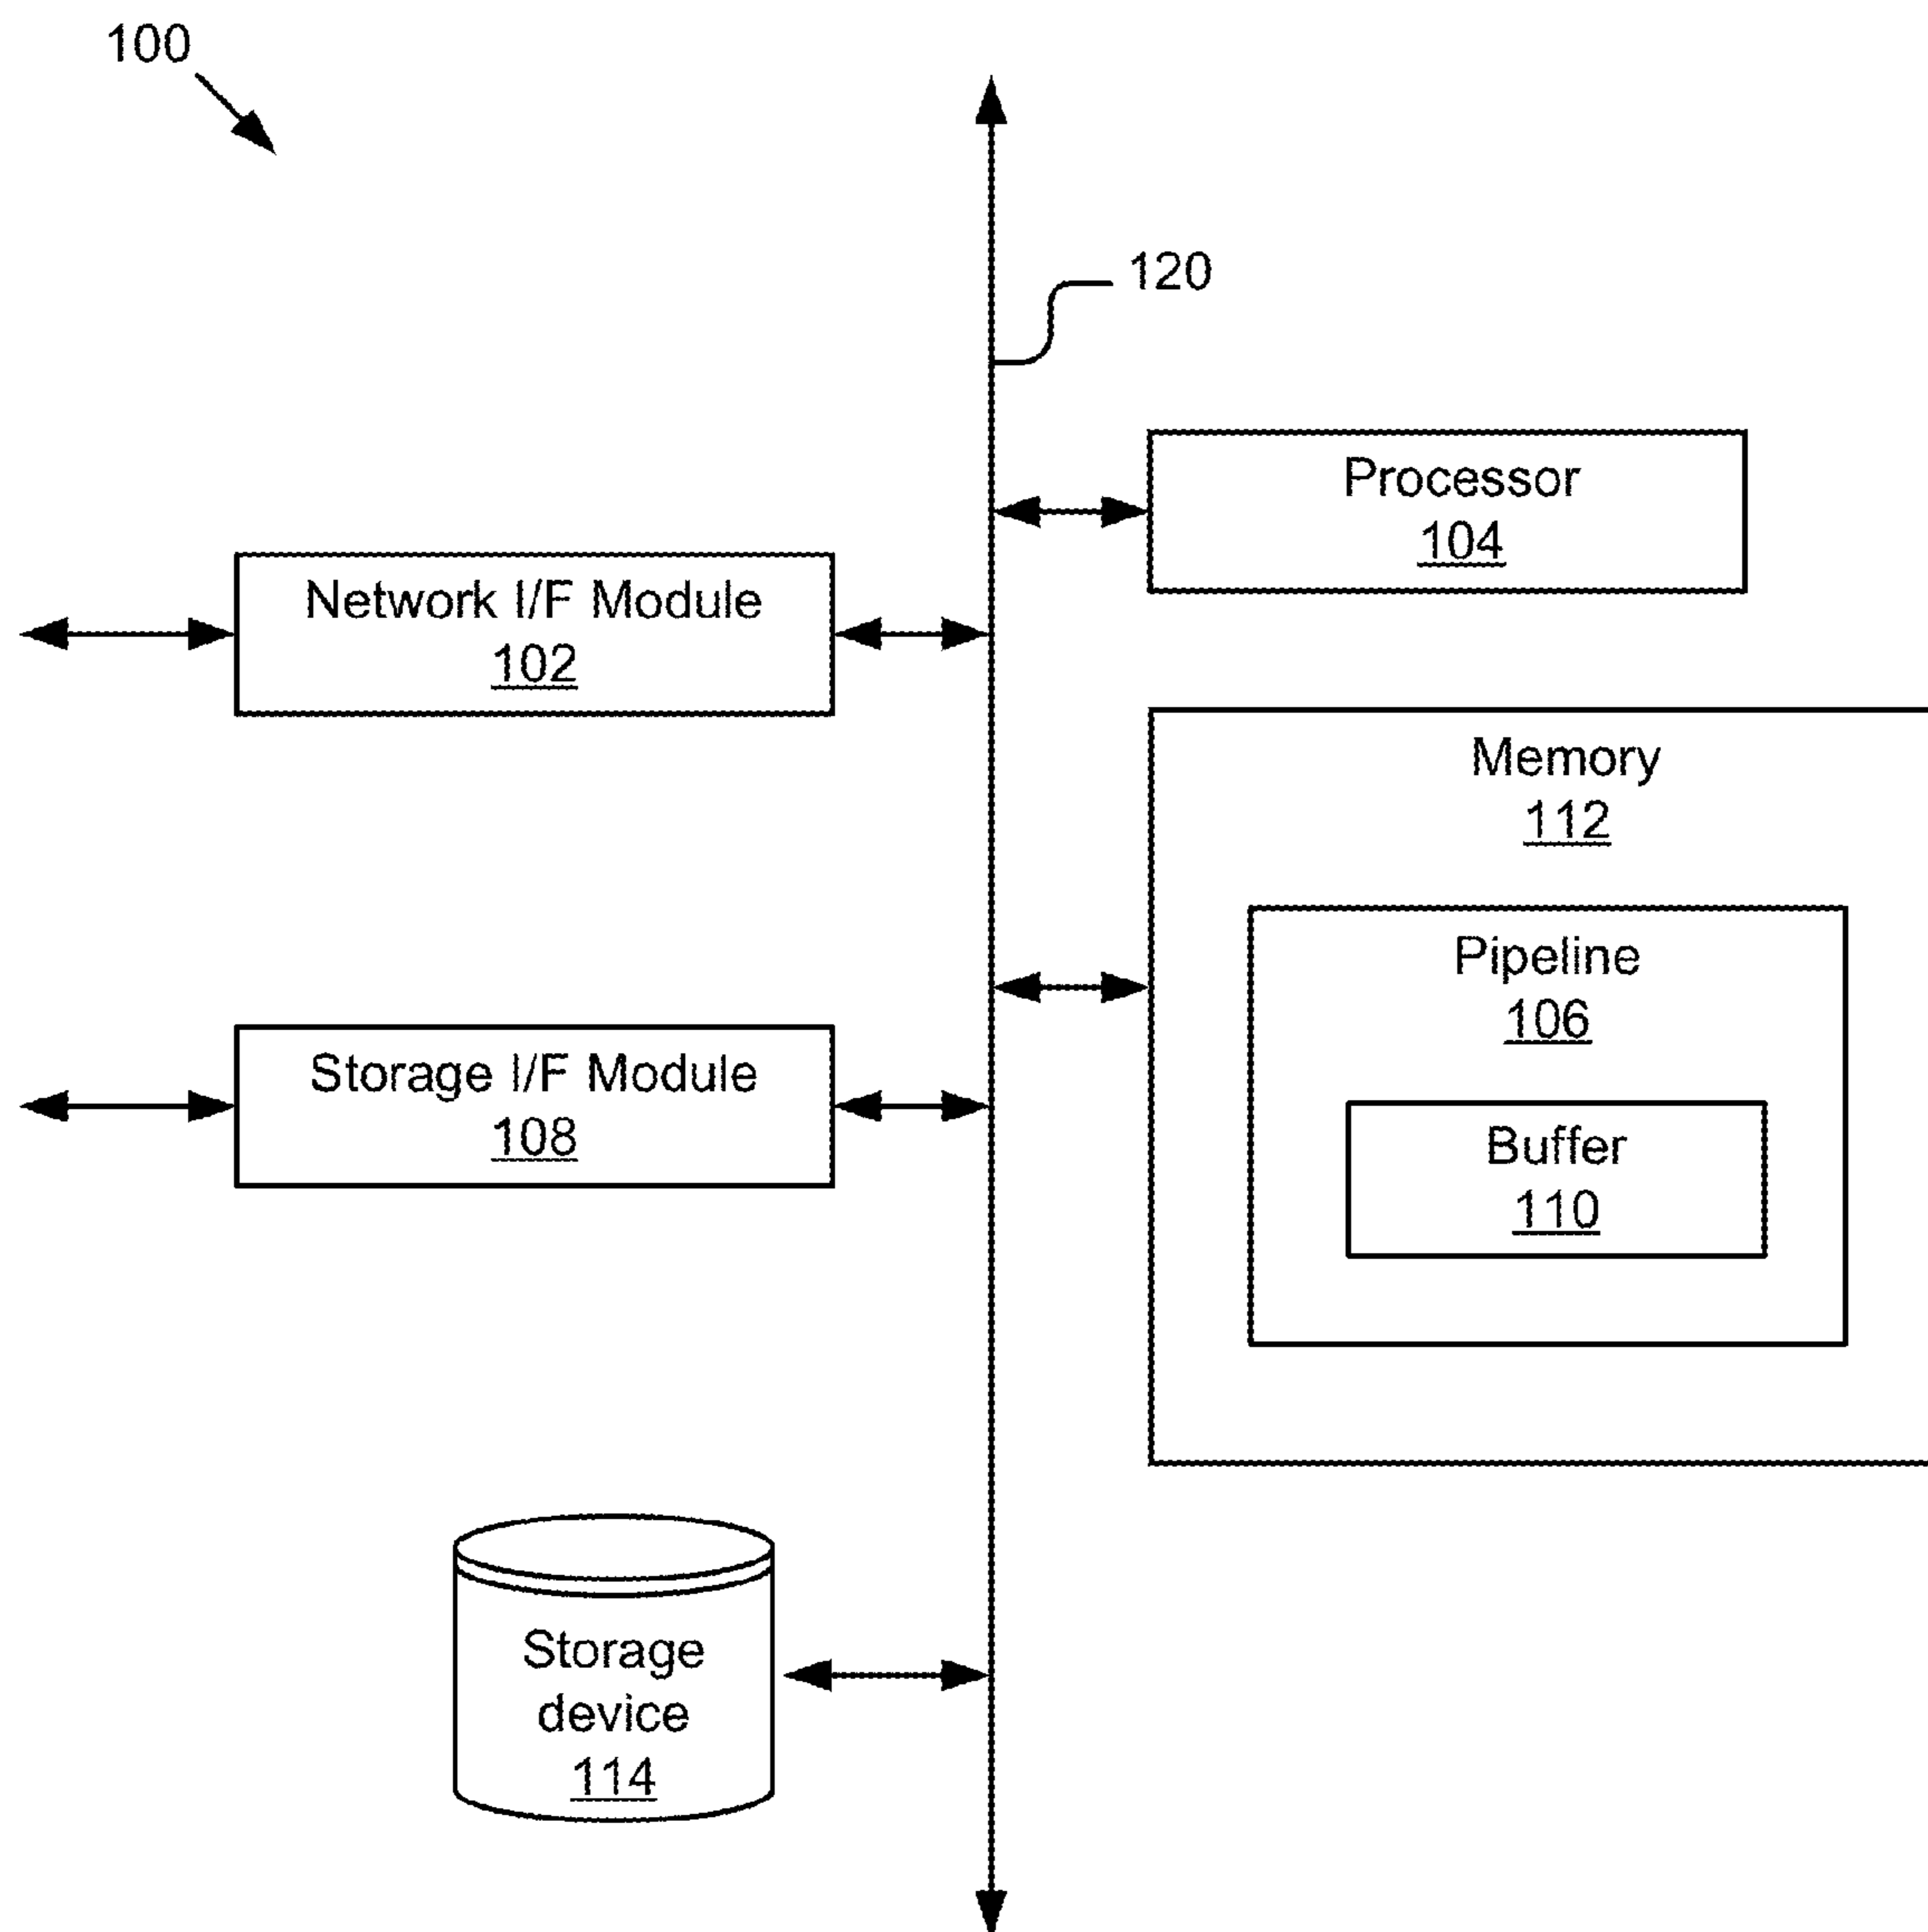 100
120
Processor
104
Network I/F Module
102
Memory
112
Pipeline
106
Storage I/F Module
108
Buffer
110
Storage
device
114